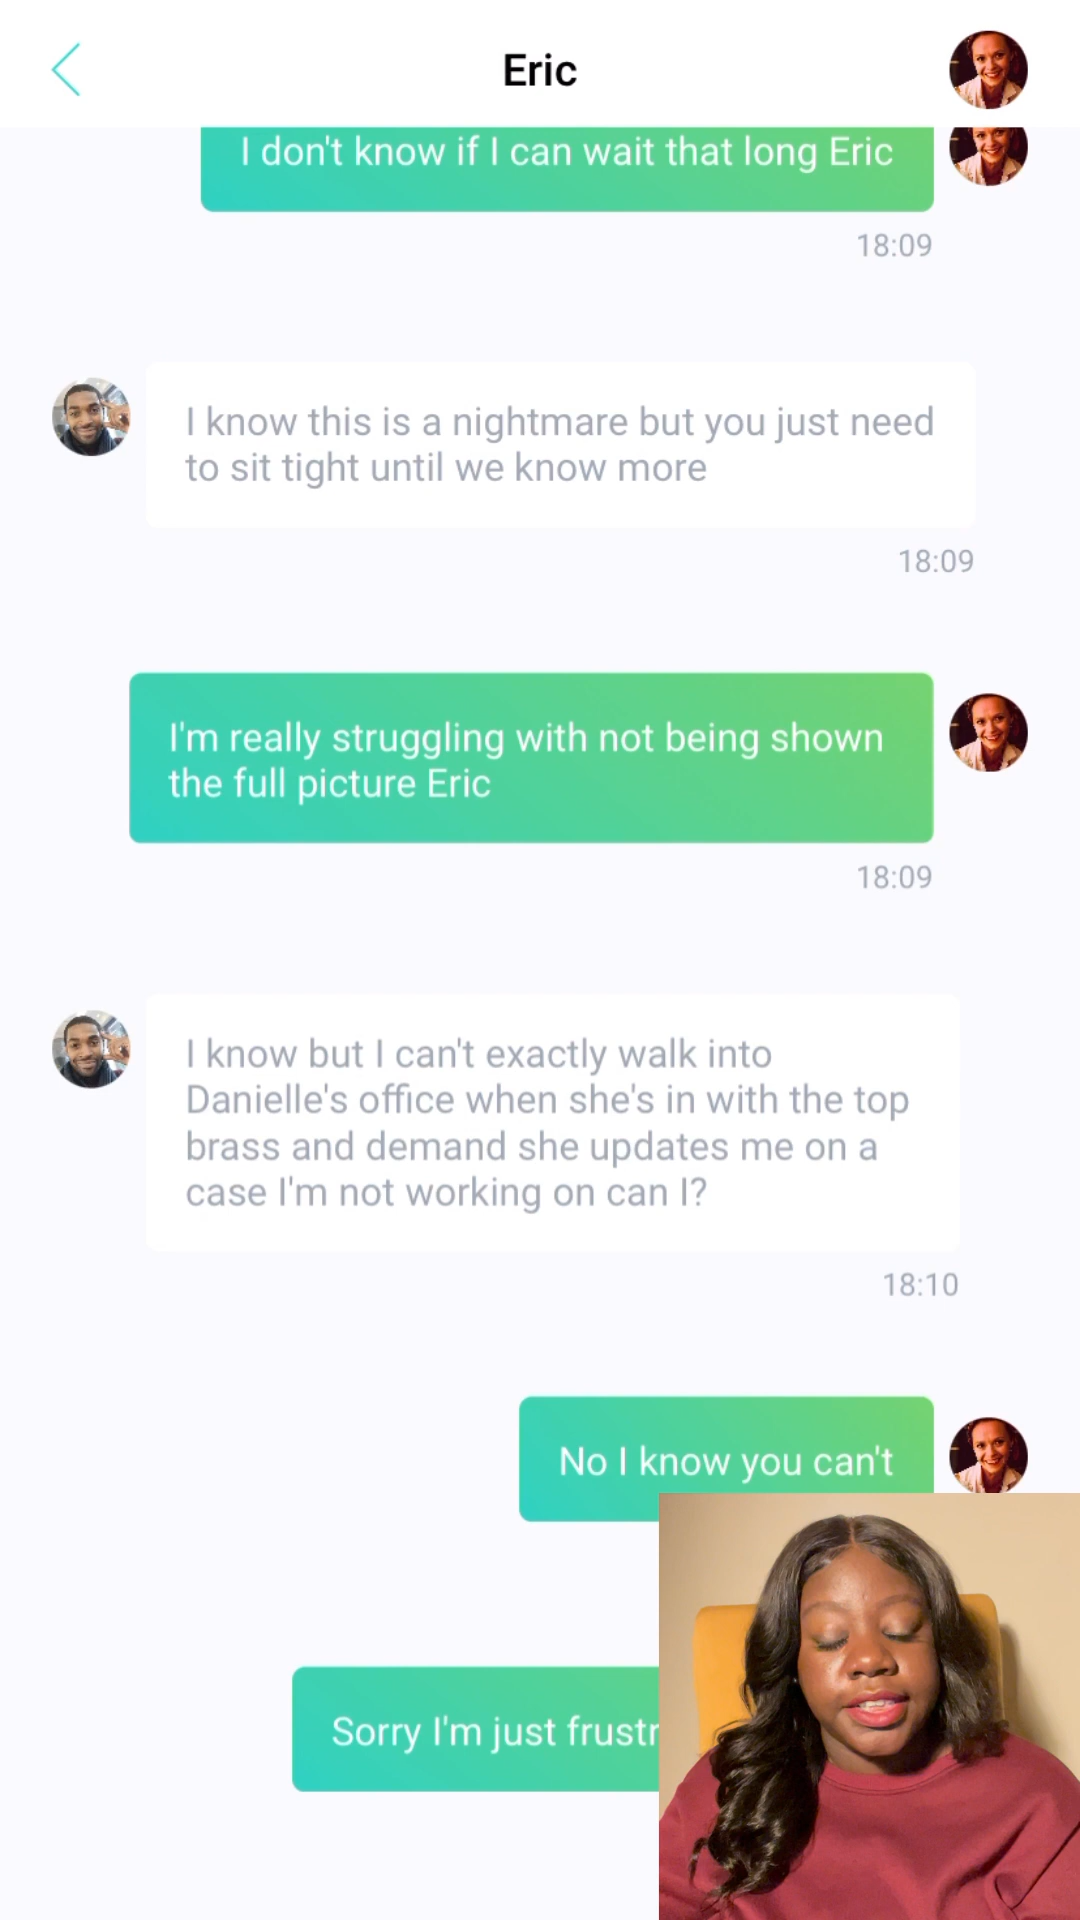 Eric
I don't know if I can wait that long Eric
18:09
I know this is a nightmare but you just need
to sit tight until we know more
18:09
I'm really struggling with not being shown
the full picture Eric
18:09
I know but I can't exactly walk into
Danielle's office when she's in with the top
brass and demand she updates me on a
case I'm not working on can I?
18:10
No I know you can't
Sorry I'm just